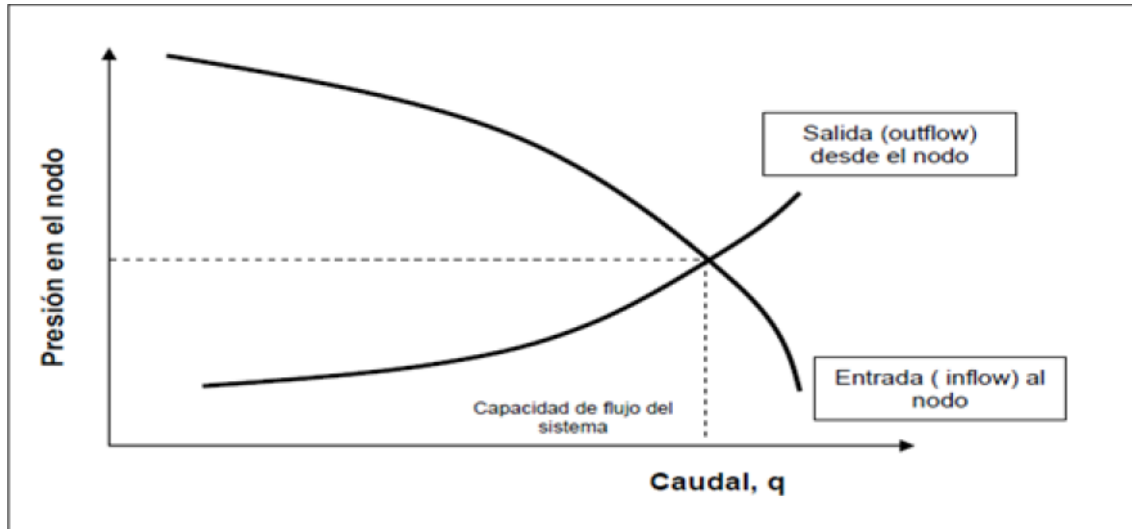 Presión en el nodo
Salida (outflow)
desde el nodo
Entrada ( inflow) al
nodo
Capacidad de flujo del
sistema
Caudal, q